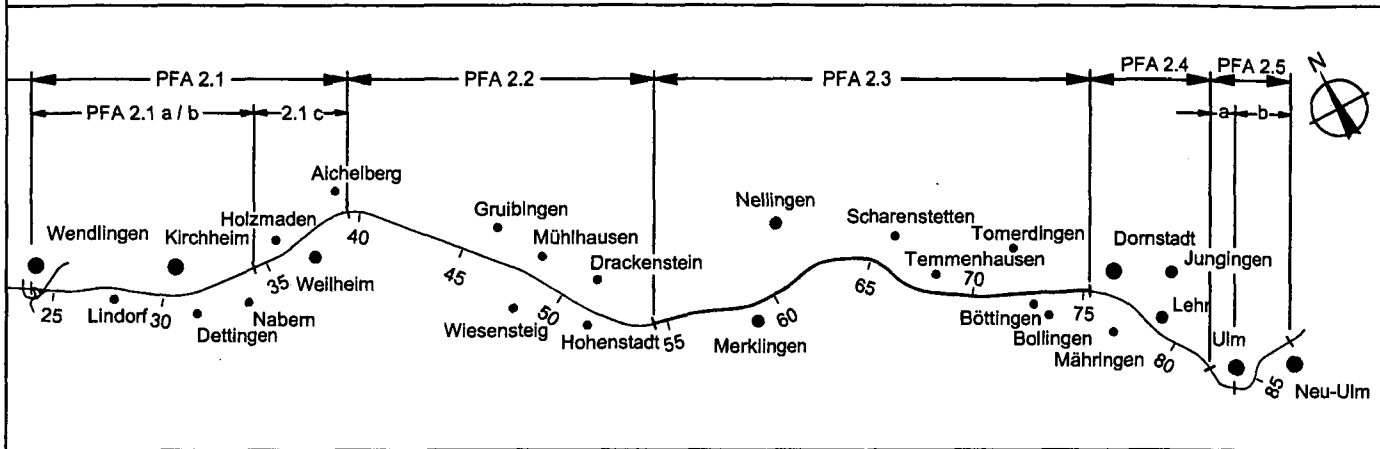 PFA 2.1
PFA 2.2
PFA 2.3
PFA 2.4
PFA 2.5
N
PFA 2.1 a / b
2.1 c
a
b
Aichelberg
Gruibingen
Nellingen
Scharenstetten
Holzmaden
Wendlingen
Kirchheim
Mühlhausen
Tomerdingen
Dornstadt
Jungingen
Drackenstein
Temmenhausen
Weilheim
40
45
35
65
70
25
30
50
60
75
Lindorf
Nabern
Dettingen
Wiesensteig
Hohenstadt
55
Merklingen
Böttingen
Bollingen
Mähringen
Lehr
80
Ulm
85
Neu-Ulm